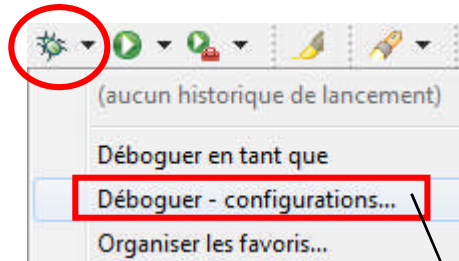 (aucun historique de lancement)
Déboguer en tant que
Déboguer - configurations...
Organiser les favoris...